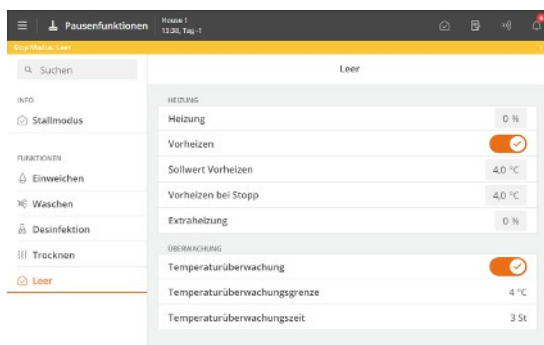 Pausenfunktionen
House 1
13:38, Tag -1
Stop Modus: Leer
Suchen
Leer
INFO
Stallmodus
FUNKTIONEN
Einweichen
Waschen
Desinfektion
Trocknen
Leer
HEIZUNG
Heizung 0 %
Vorheizen
Sollwert Vorheizen 4,0 °C
Vorheizen bei Stopp 4,0 °C
Extraheizung 0 %
ÜBERWACHUNG
Temperaturüberwachung
Temperaturüberwachungsgrenze 4 °C
Temperaturüberwachungszeit 3 St